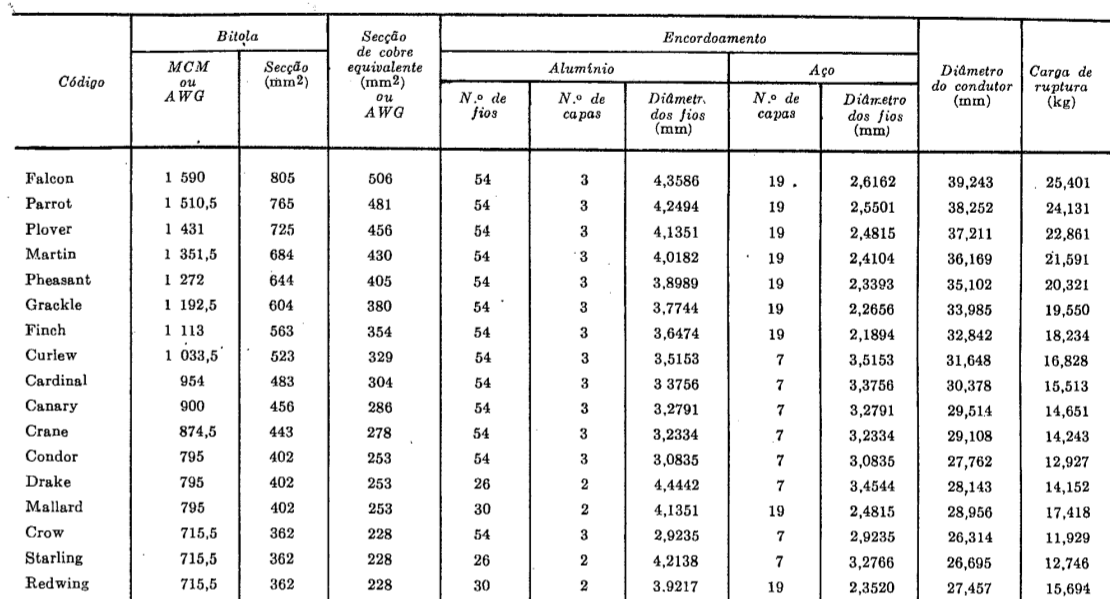 Código
Bitola
MCM ou AWG
Secção (mm2)
Secção de cobre equivalente (mm2) ou AWG
Encordoamento
Alumínio
N.º de fios
N.º de capas
Diâmetr. dos fios (mm)
Aço
N.º de capas
Diâmetro dos fios (mm)
Diâmetro do condutor (mm)
Carga de ruptura (kg)
Falcon 1 590 805 506 54 3 4,3586 19 2,6162 39,243 25,401
Parrot 1 510,5 765 481 54 3 4,2494 19 2,5501 38,252 24,131
Plover 1 431 725 456 54 3 4,1351 19 2,4815 37,211 22,861
Martin 1 351,5 684 430 54 3 4,0182 19 2,4104 36,169 21,591
Pheasant 1 272 644 405 54 3 3,8989 19 2,3393 35,102 20,321
Grackle 1 192,5 604 380 54 3 3,7744 19 2,2656 33,985 19,550
Finch 1 113 563 354 54 3 3,6474 19 2,1894 32,842 18,234
Curlew 1 033,5 523 329 54 3 3,5153 7 3,5153 31,648 16,828
Cardinal 954 483 304 54 3 3 3756 7 3,3756 30,378 15,513
Canary 900 456 286 54 3 3,2791 7 3,2791 29,514 14,651
Crane 874,5 443 278 54 3 3,2334 7 3,2334 29,108 14,243
Condor 795 402 253 54 3 3,0835 7 3,0835 27,762 12,927
Drake 795 402 253 26 2 4,4442 7 3,4544 28,143 14,152
Mallard 795 402 253 30 2 4,1351 19 2,4815 28,956 17,418
Crow 715,5 362 228 54 3 2,9235 7 2,9235 26,314 11,929
Starling 715,5 362 228 26 2 4,2138 7 3,2766 26,695 12,746
Redwing 715,5 362 228 30 2 3.9217 19 2,3520 27,457 15,694